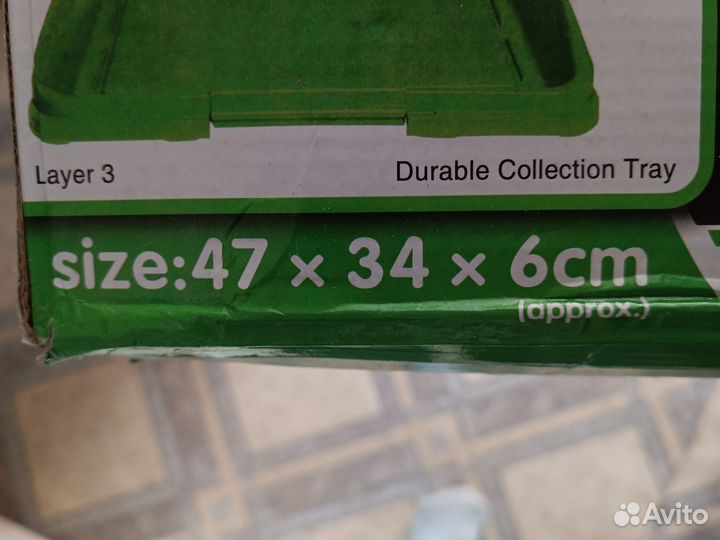 Layer 3
Durable Collection Tray
size:47 × 34 × 6cm
(approx.)
Avito